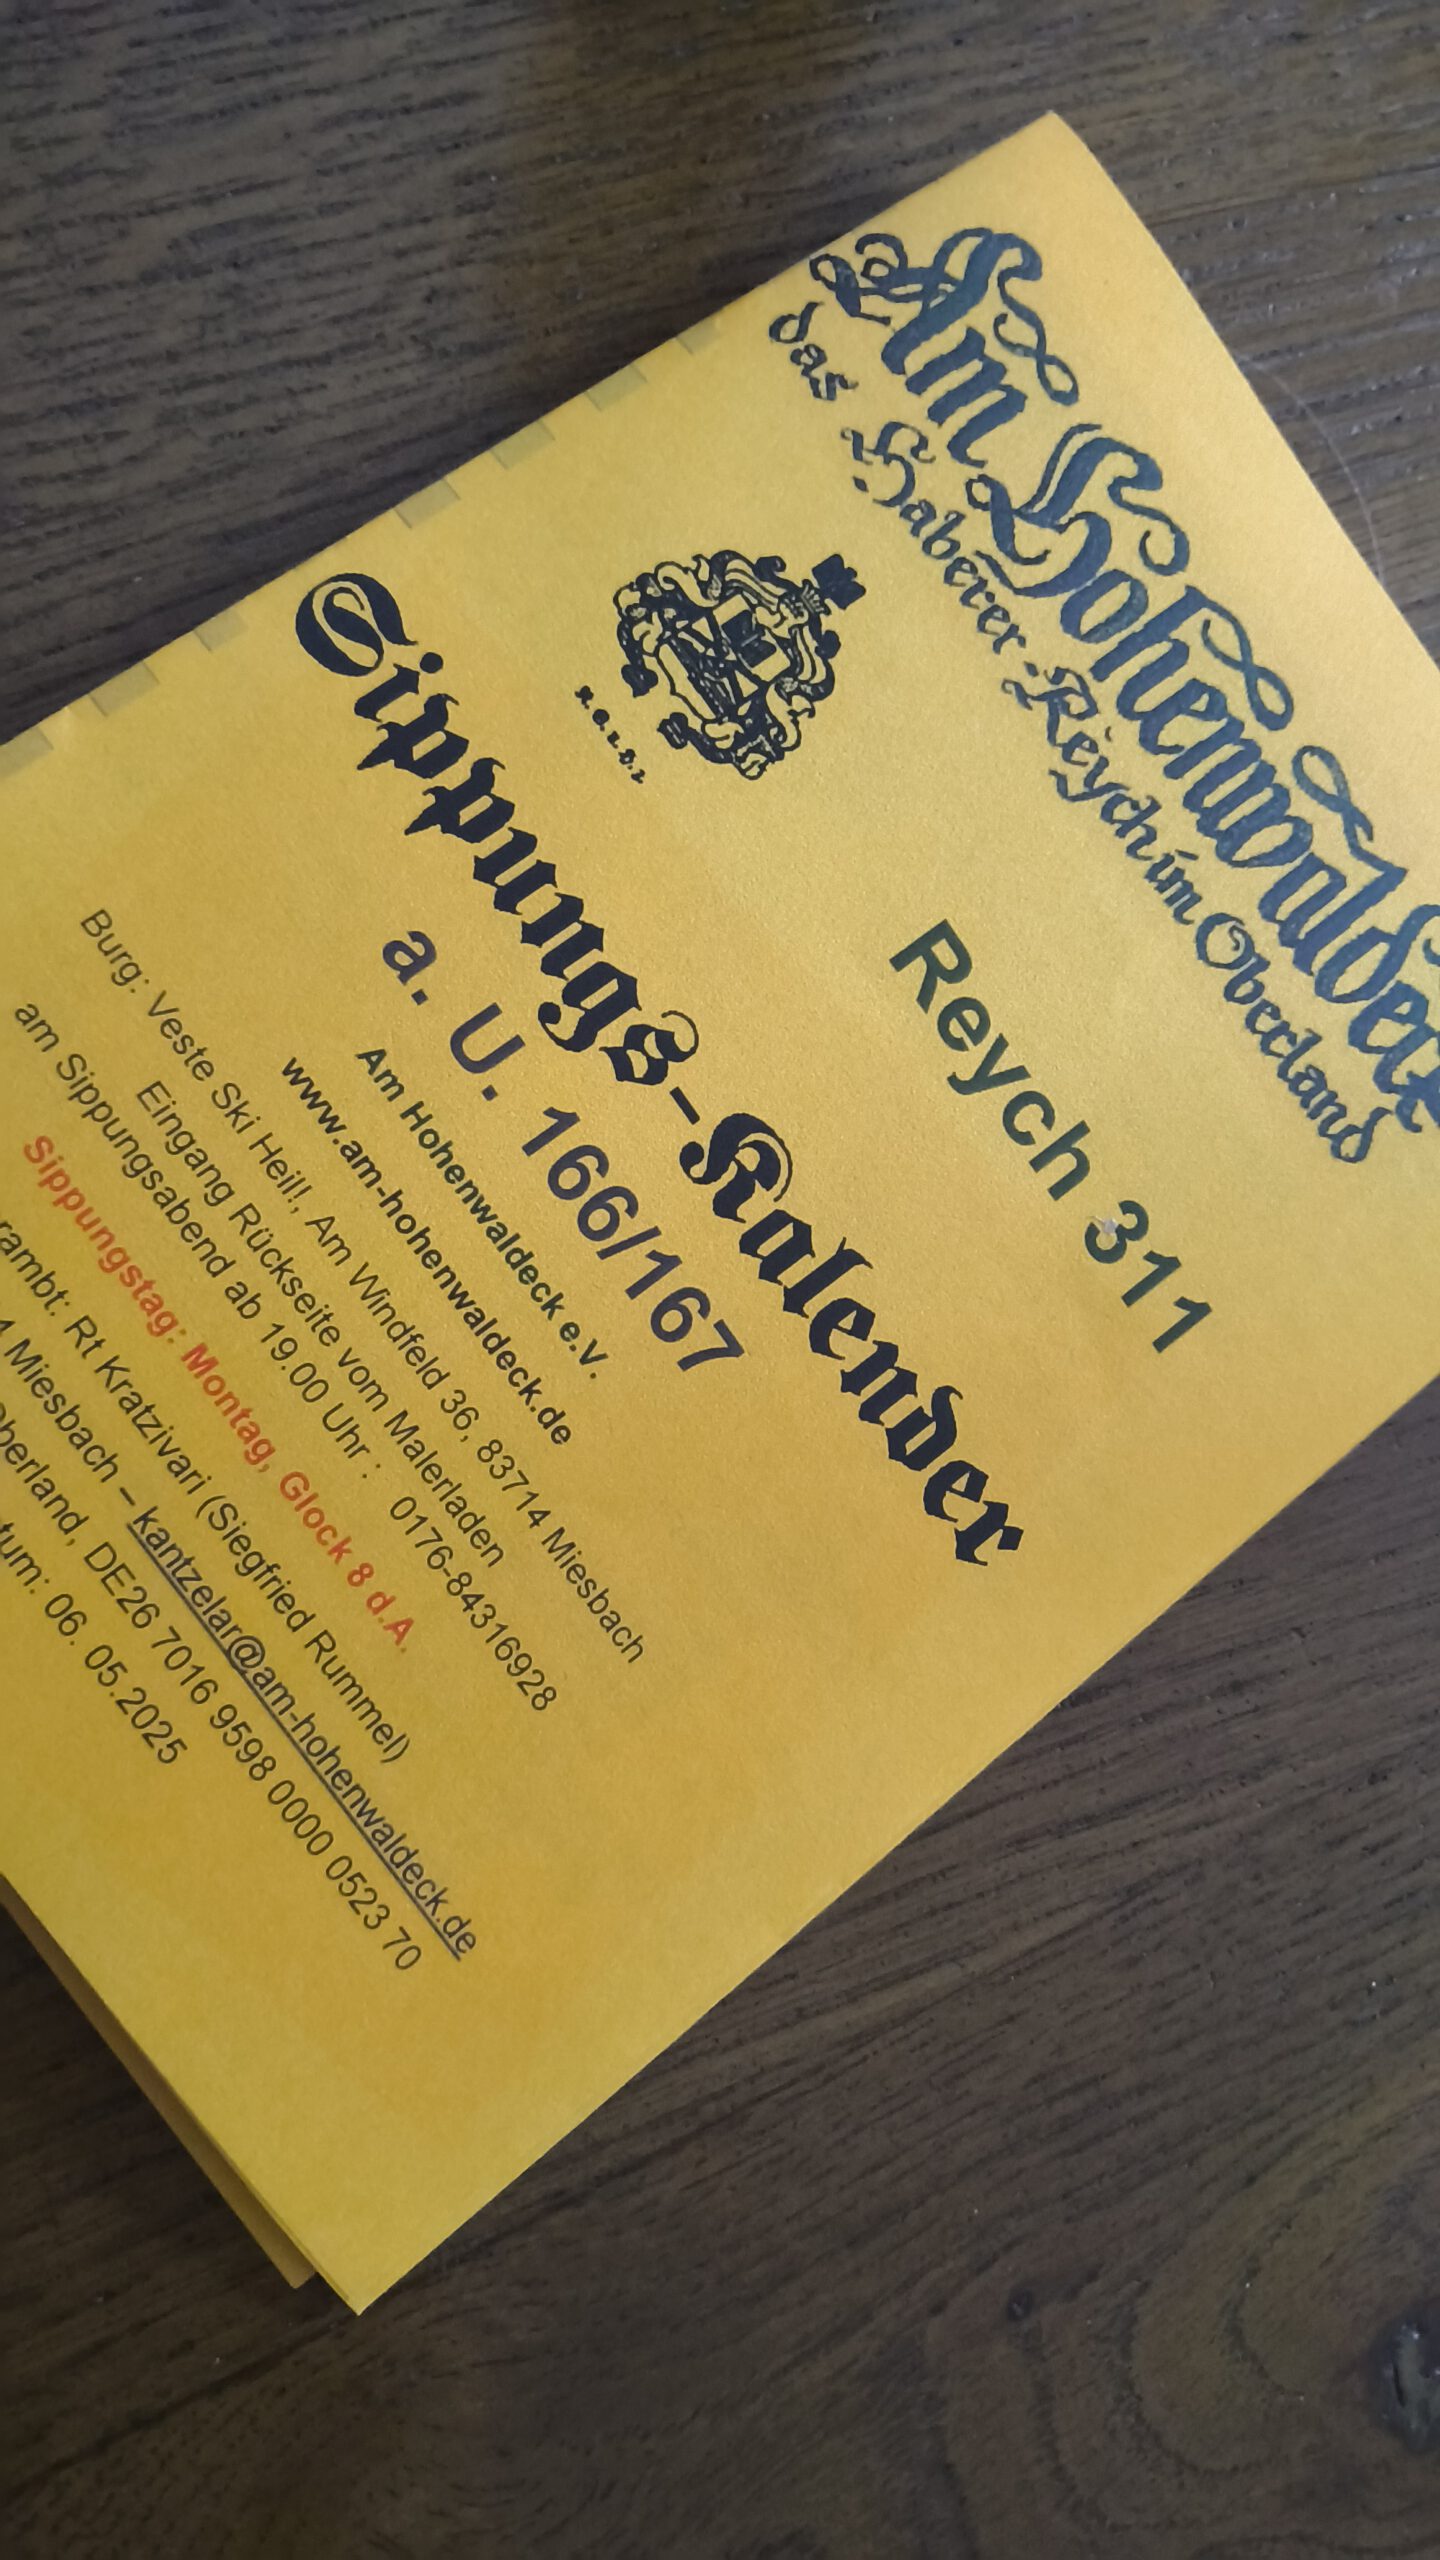 Am Hohenwaldeck
das Haberer-Reych im Oberland
Reych 311
Sippungs-Kalender
a. U. 166/167
Am Hohenwaldeck e.V.
www.am-hohenwaldeck.de
Burg: Veste Ski Heil!, Am Windfeld 36, 83714 Miesbach
Eingang Rückseite vom Malerladen
am Sippungsabend ab 19.00 Uhr : 0176-84316928
Sippungstag: Montag, Glock 8 d.A.
rambt: Rt Kratzivari (Siegfried Rummel)
4 Miesbach – kantzelar@am-hohenwaldeck.de
Oberland, DE26 7016 9598 0000 0523 70
tum: 06. 05.2025